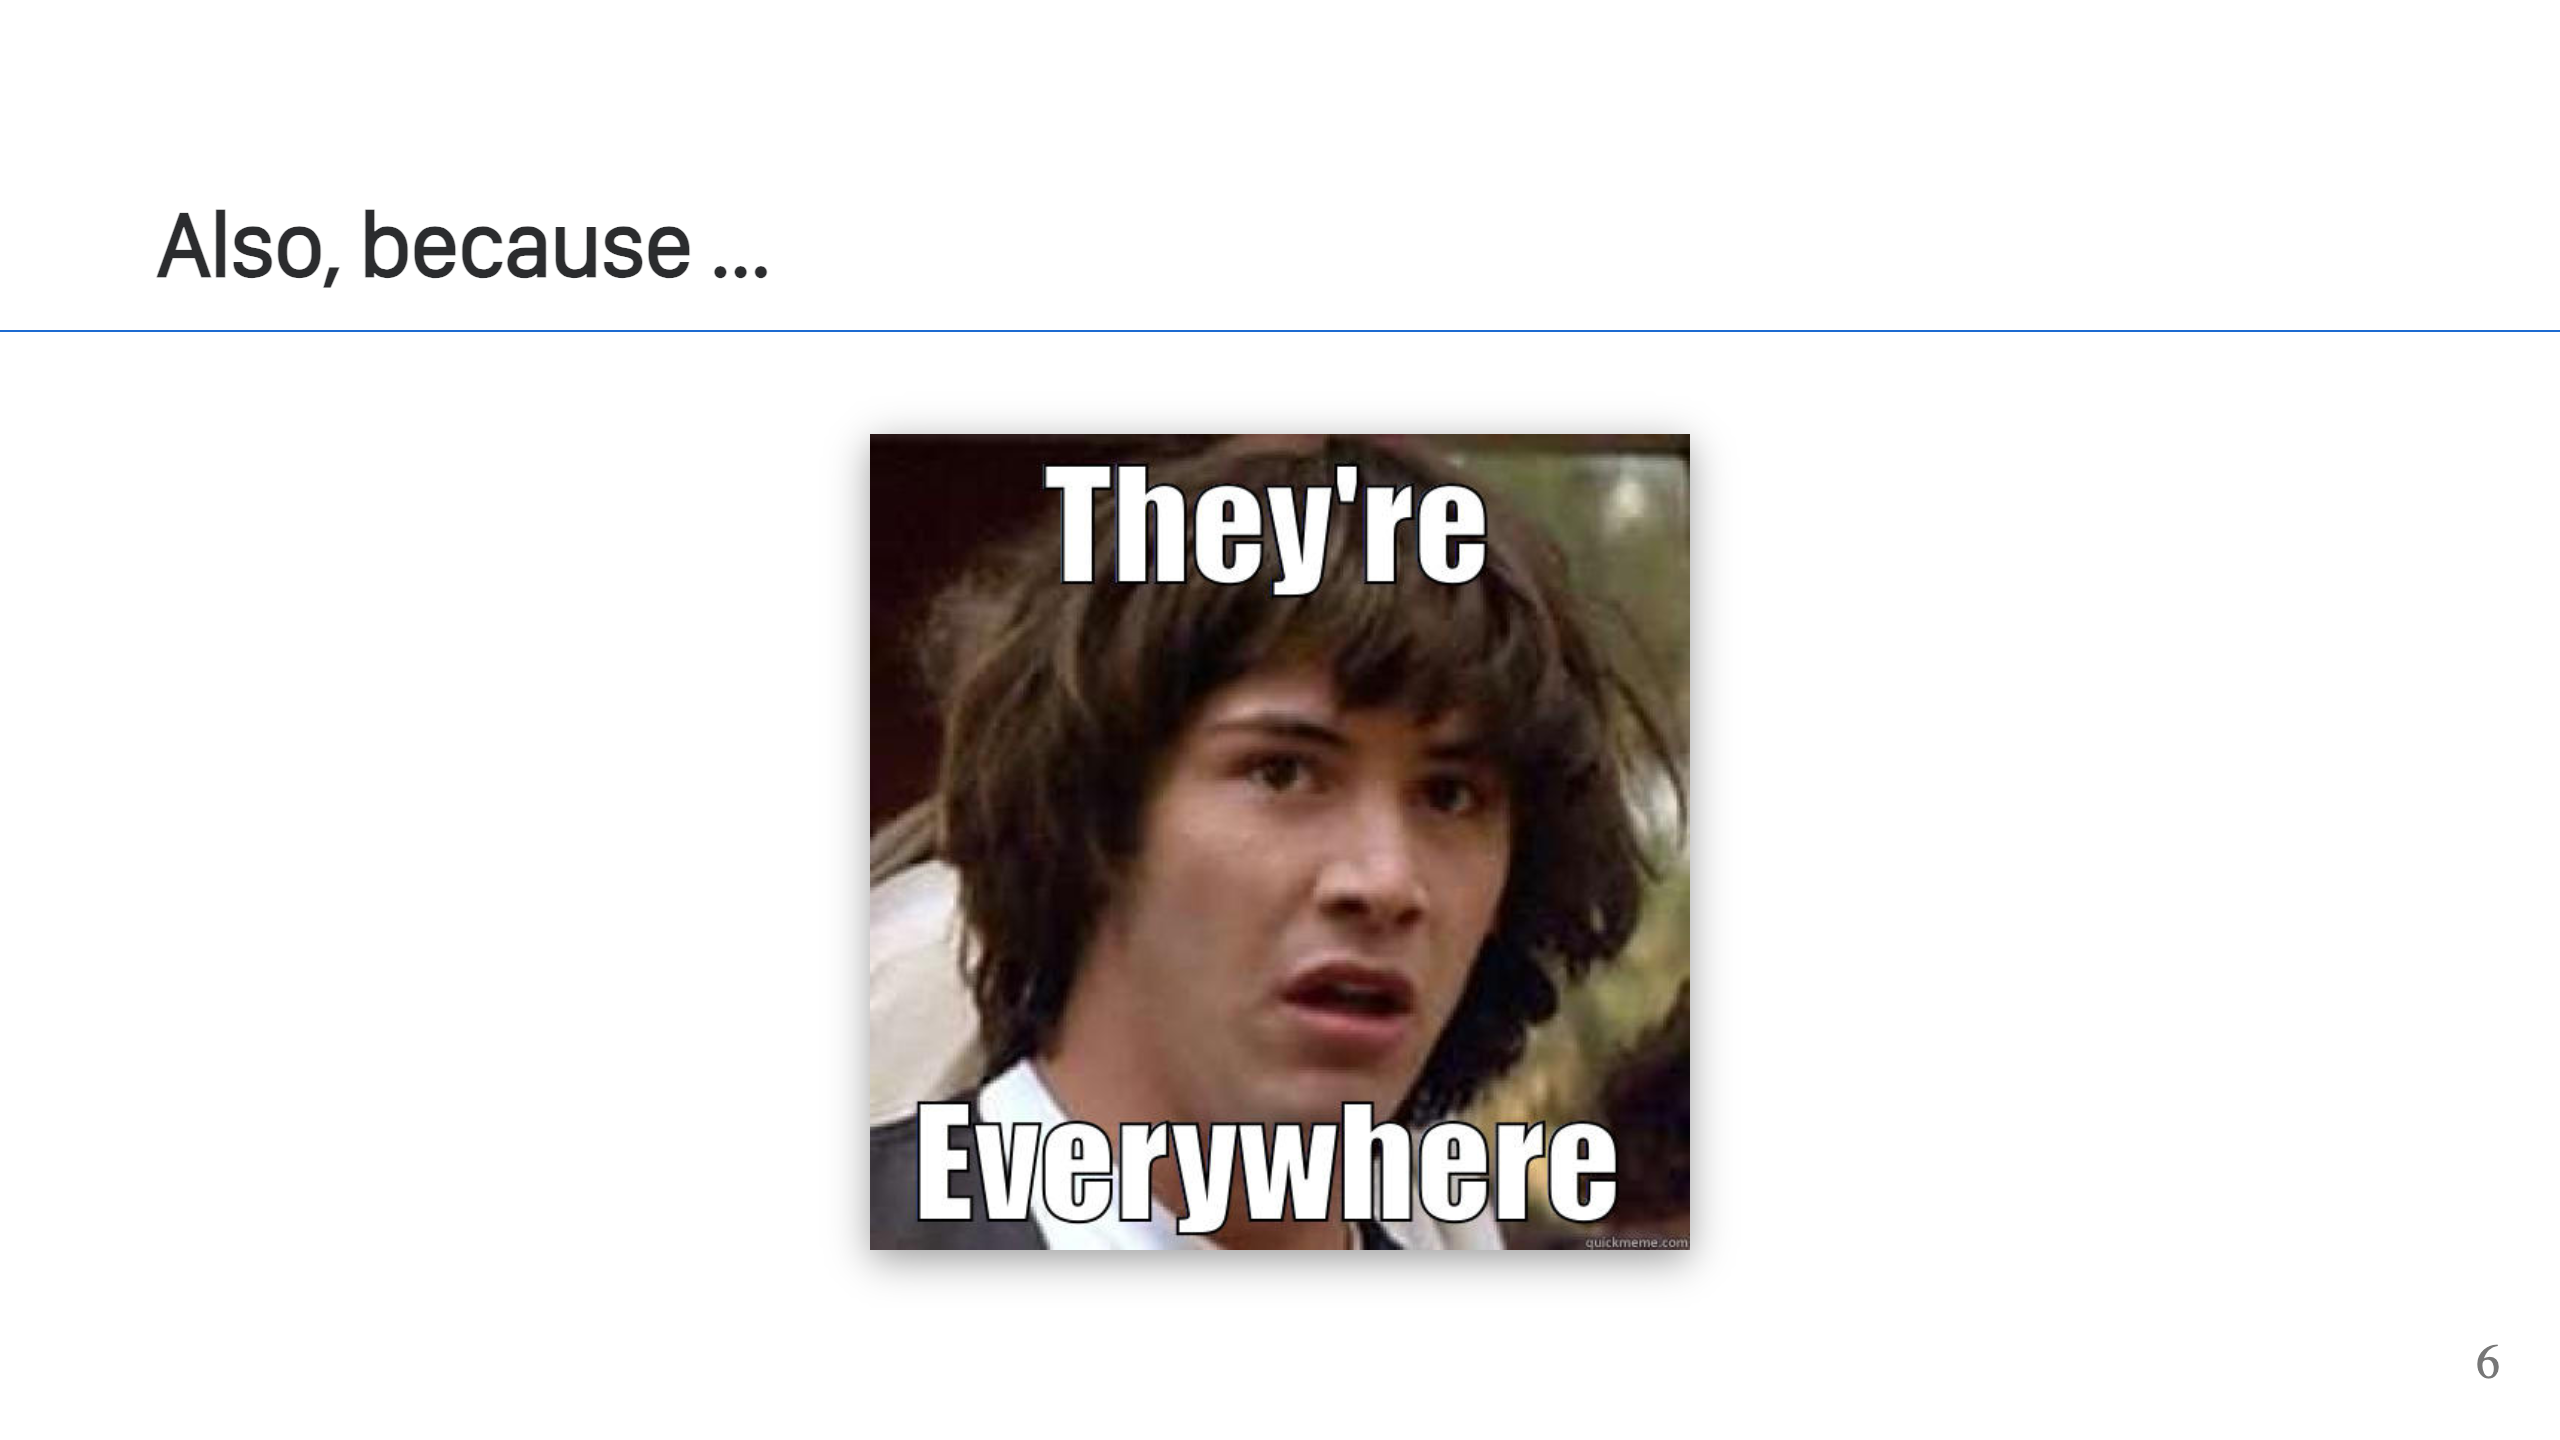 Also, because ...
They're
Everywhere
quickmeme.com
6